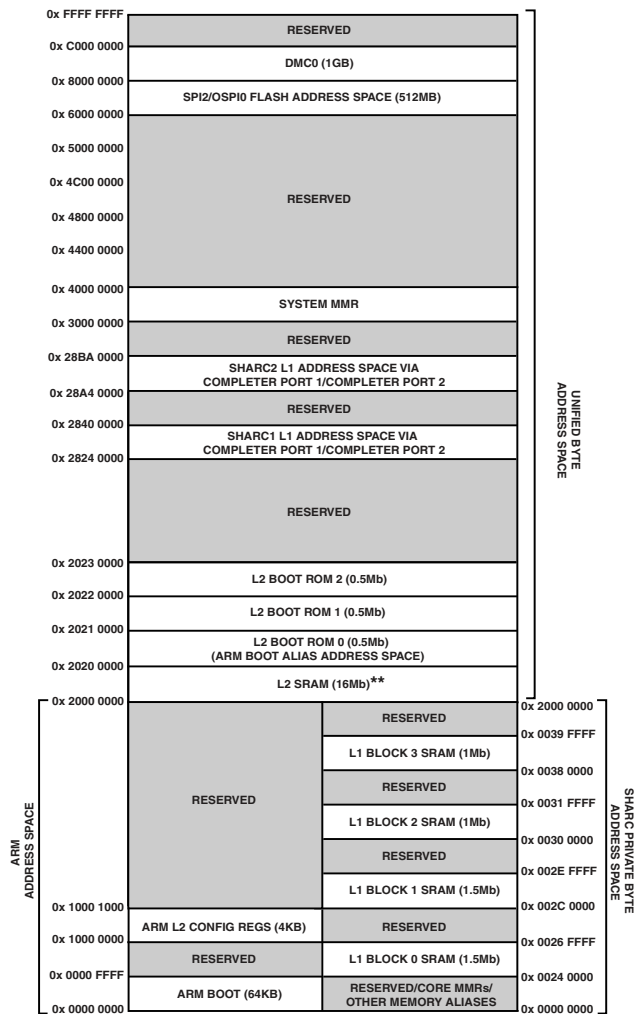 0x FFFF FFFF
RESERVED
0x C000 0000
DMC0 (1GB)
0x 8000 0000
SPI2/OSPI0 FLASH ADDRESS SPACE (512MB)
0x 6000 0000
0x 5000 0000
0x 4C00 0000
RESERVED
0x 4800 0000
0x 4400 0000
0x 4000 0000
SYSTEM MMR
0x 3000 0000
RESERVED
0x 28BA 0000
SHARC2 L1 ADDRESS SPACE VIA
COMPLETER PORT 1/COMPLETER PORT 2
0x 28A4 0000
RESERVED
0x 2840 0000
SHARC1 L1 ADDRESS SPACE VIA
COMPLETER PORT 1/COMPLETER PORT 2
0x 2824 0000
RESERVED
0x 2023 0000
L2 BOOT ROM 2 (0.5Mb)
0x 2022 0000
L2 BOOT ROM 1 (0.5Mb)
0x 2021 0000
L2 BOOT ROM 0 (0.5Mb)
(ARM BOOT ALIAS ADDRESS SPACE)
0x 2020 0000
L2 SRAM (16Mb)**
0x 2000 0000
UNIFIED BYTE
ADDRESS SPACE
ARM
ADDRESS SPACE
RESERVED
0x 1000 1000
ARM L2 CONFIG REGS (4KB)
0x 1000 0000
RESERVED
0x 0000 FFFF
ARM BOOT (64KB)
0x 0000 0000
0x 2000 0000
RESERVED
0x 0039 FFFF
L1 BLOCK 3 SRAM (1Mb)
0x 0038 0000
RESERVED
0x 0031 FFFF
L1 BLOCK 2 SRAM (1Mb)
0x 0030 0000
RESERVED
0x 002E FFFF
L1 BLOCK 1 SRAM (1.5Mb)
0x 002C 0000
RESERVED
0x 0026 FFFF
L1 BLOCK 0 SRAM (1.5Mb)
0x 0024 0000
RESERVED/CORE MMRs/
OTHER MEMORY ALIASES
0x 0000 0000
SHARC PRIVATE BYTE
ADDRESS SPACE